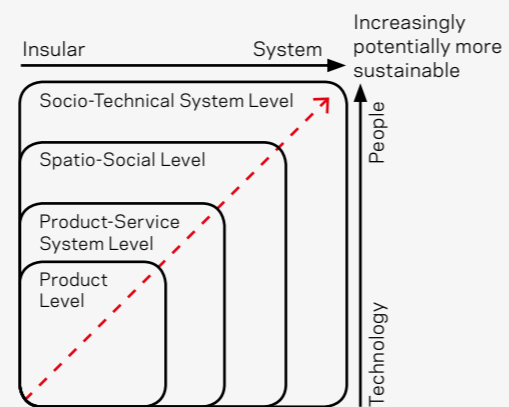 Increasingly
potentially more
sustainable
Insular
System
Socio-Technical System Level
People
Spatio-Social Level
Product-Service
System Level
Product
Level
Technology